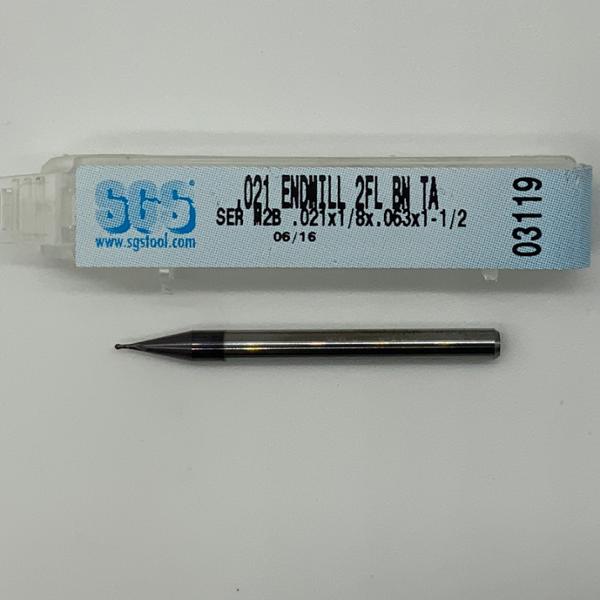 SGS
www.sgstool.com
.021 ENDMILL 2FL BN TA
SER M2B .021x1/8x.063x1-1/2
06/16
03119